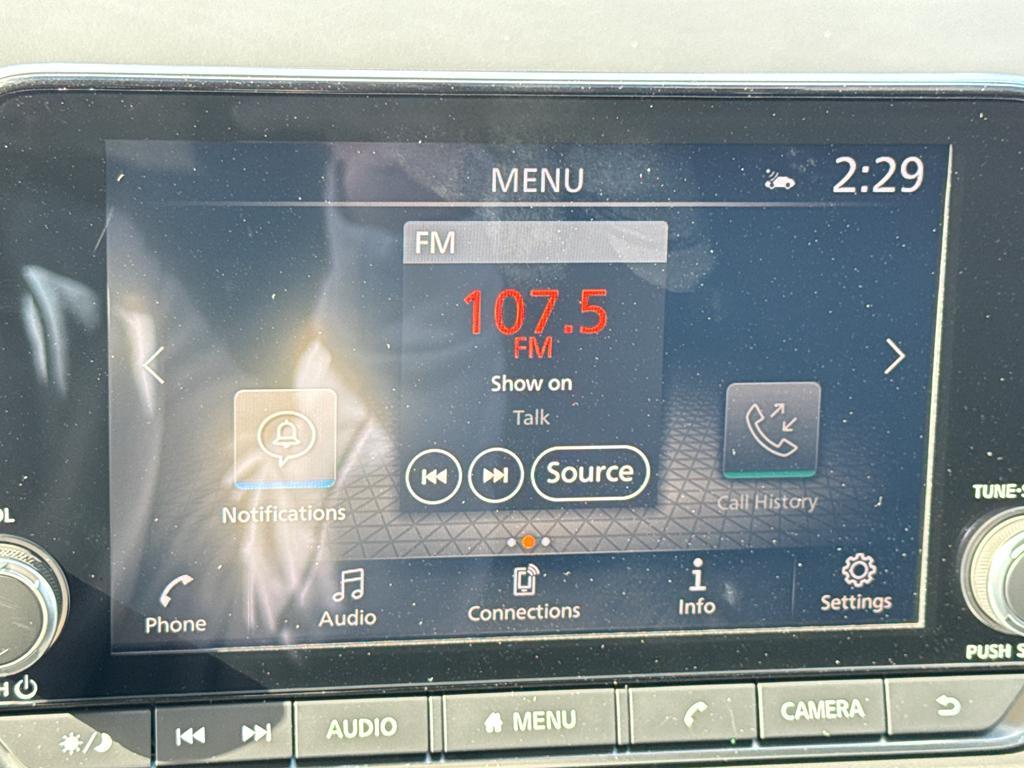 MENU
2:29
FM
107.5
FM
Show on
Talk
Source
Notifications
Call History
Phone
Audio
Connections
Info
Settings
TUNE
PUSH
AUDIO
MENU
CAMERA